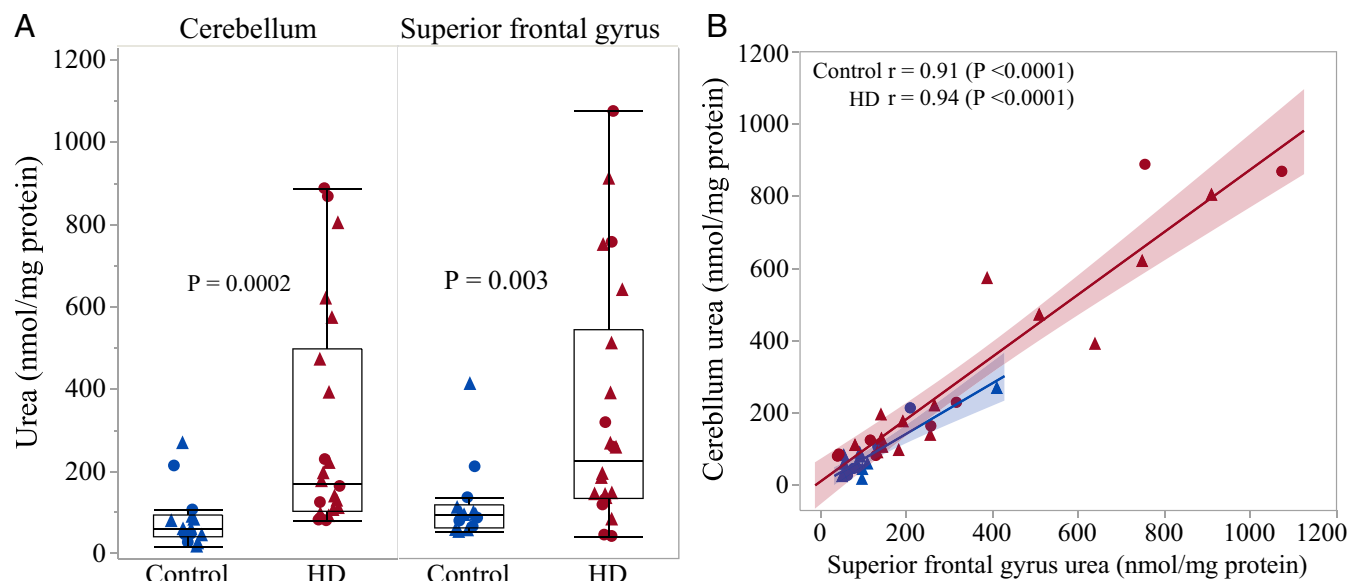 A
Cerebellum
Superior frontal gyrus
1200
1000
800
600
400
200
0
Urea (nmol/mg protein)
P = 0.0002
P = 0.003
Control
HD
Control
HD
B
1200
1000
800
600
400
200
0
Cerebllum urea (nmol/mg protein)
Control r = 0.91 (P <0.0001)
HD r = 0.94 (P <0.0001)
0 200 400 600 800 1000 1200
Superior frontal gyrus urea (nmol/mg protein)